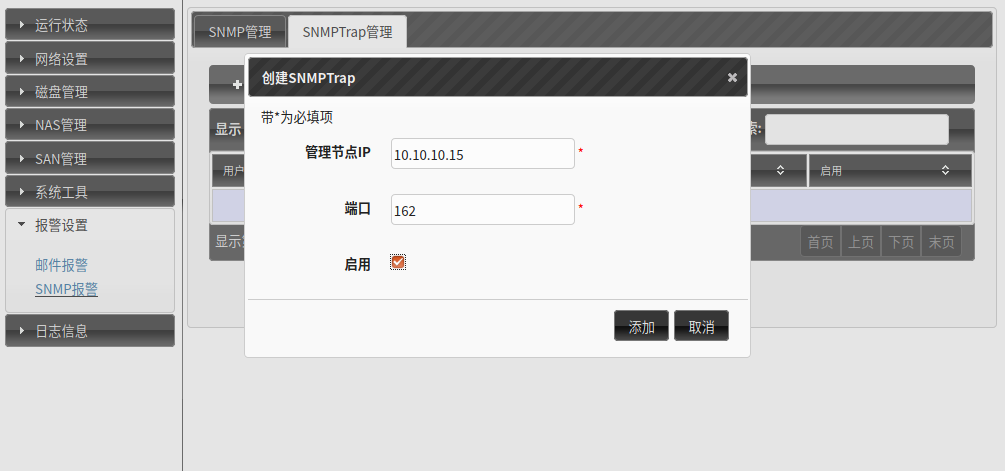 运行状态
网络设置
磁盘管理
NAS管理
SAN管理
系统工具
报警设置
邮件报警
SNMP报警
日志信息
SNMP管理
SNMPTrap管理
创建SNMPTrap
带*为必填项
管理节点IP
10.10.10.15
*
端口
162
*
启用
添加
取消
显示
用户
启用
显示
首页
上页
下页
末页